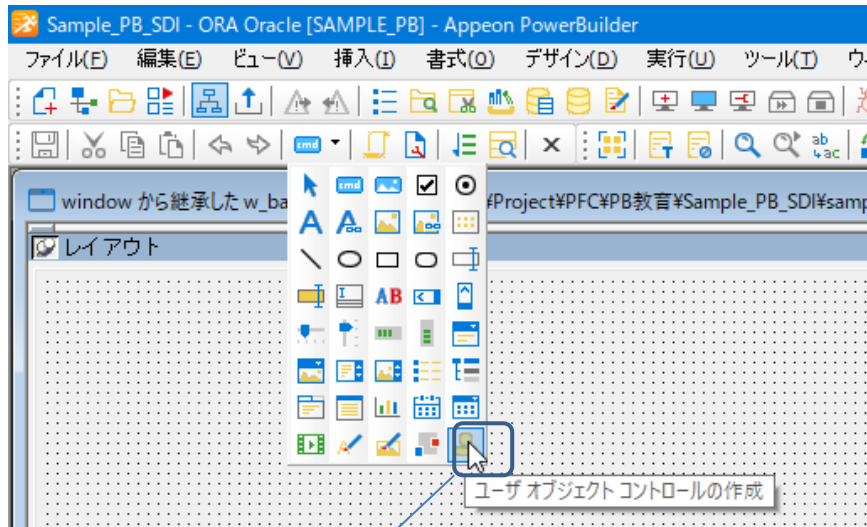 Sample_PB_SDI - ORA Oracle [SAMPLE_PB] - Appeon PowerBuilder
ファイル(F) 編集(E) ビュー(V) 挿入(I) 書式(O) デザイン(D) 実行(U) ツール(T)
cmd
ab
ac
window から継承した w_ba
cmd
¥Project¥PFC¥PB教育¥Sample_PB_SDI¥samp
A A
レイアウト
AB
ユーザ オブジェクト コントロールの作成